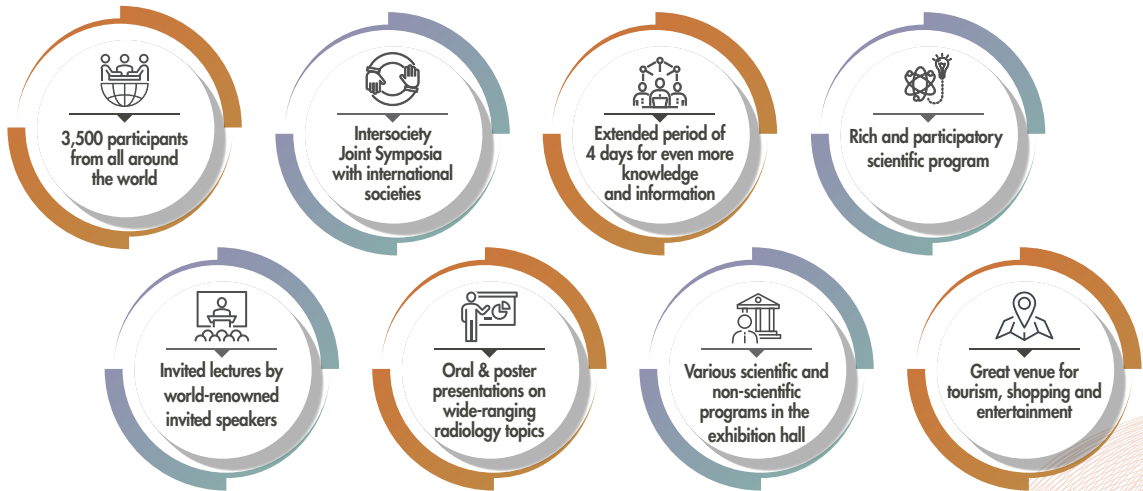 3,500 participants
from all around
the world
Intersociety
Joint Symposia
with international
societies
Extended period of
4 days for even more
knowledge
and information
Rich and participatory
scientific program
Invited lectures by
world-renowned
invited speakers
Oral & poster
presentations on
wide-ranging
radiology topics
Various scientific and
non-scientific
programs in the
exhibition hall
Great venue for
tourism, shopping and
entertainment